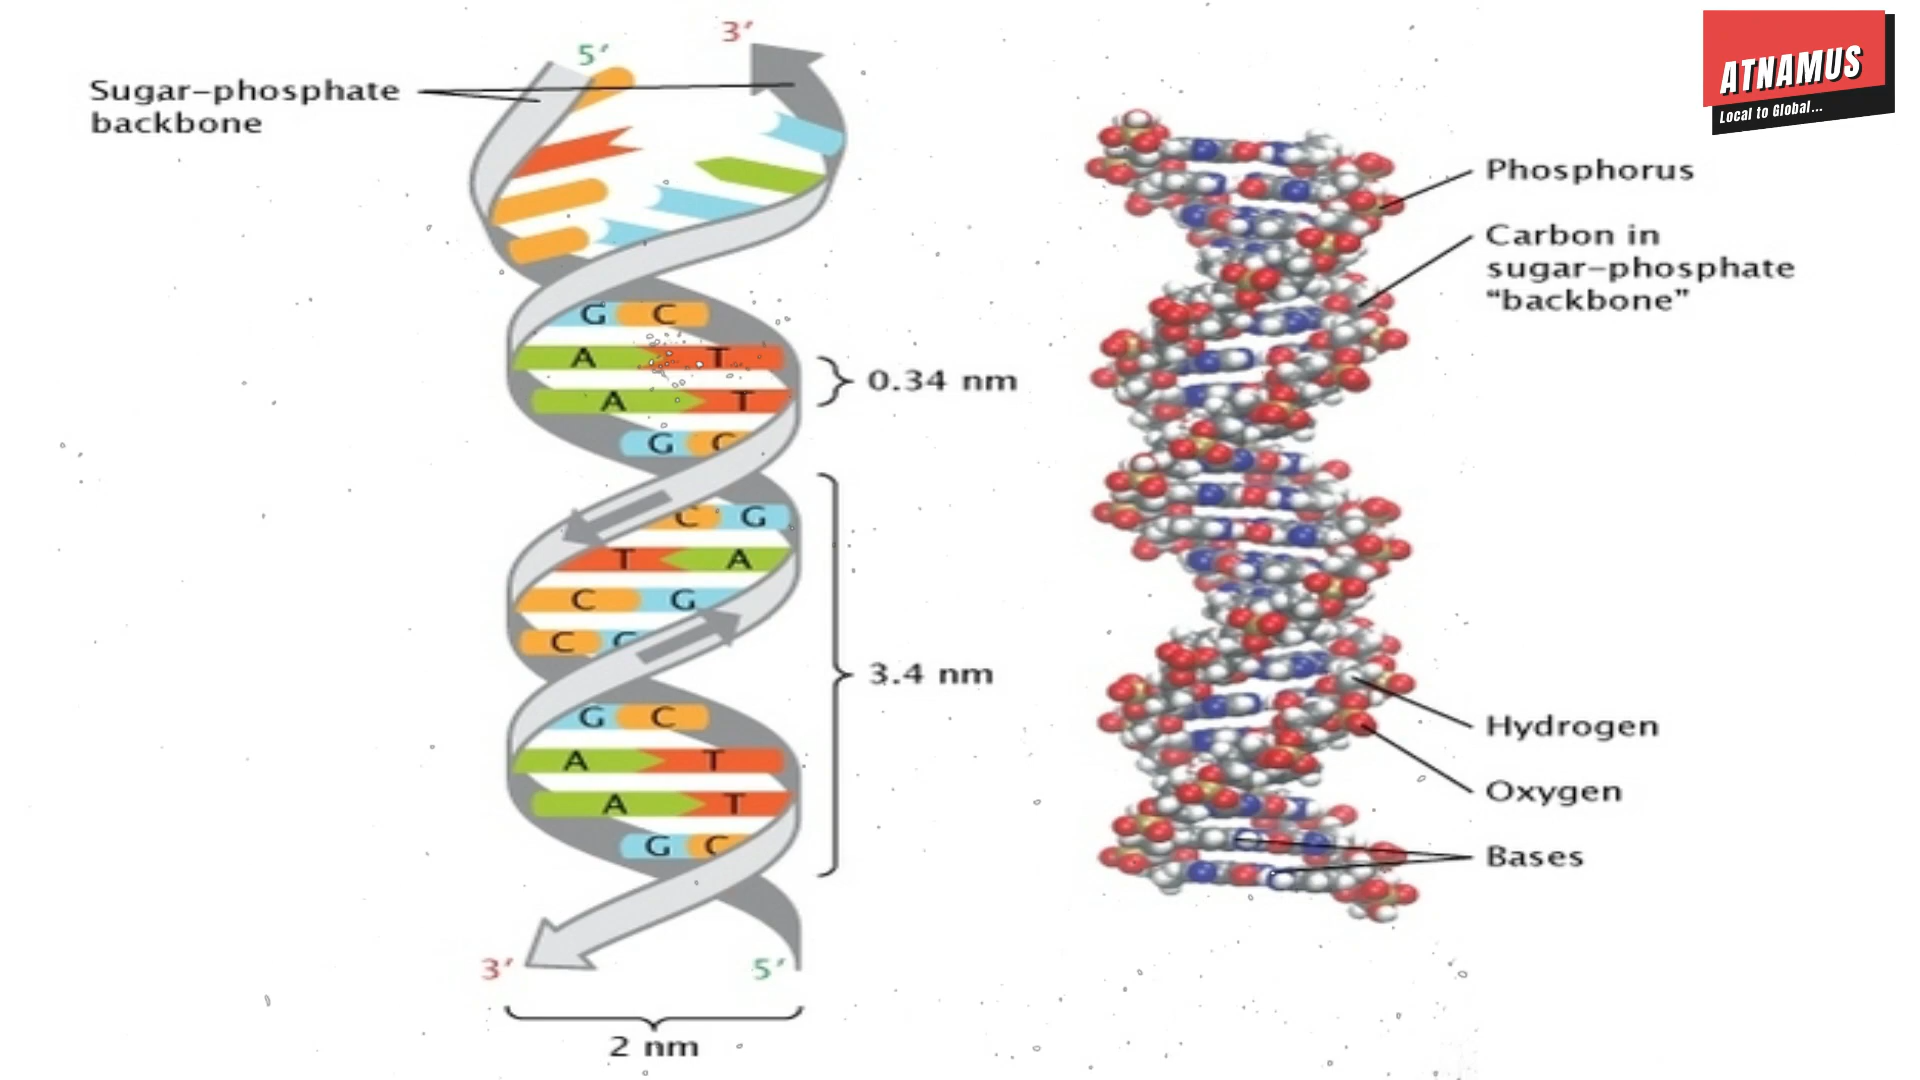 5′
3′
Sugar–phosphate
backbone
G C
A T
A T
G C
0.34 nm
C G
T A
C G
C G
3.4 nm
G C
A T
A T
G C
3′
5′
2 nm
ATNAMUS
Local to Global...
Phosphorus
Carbon in
sugar–phosphate
“backbone”
Hydrogen
Oxygen
Bases